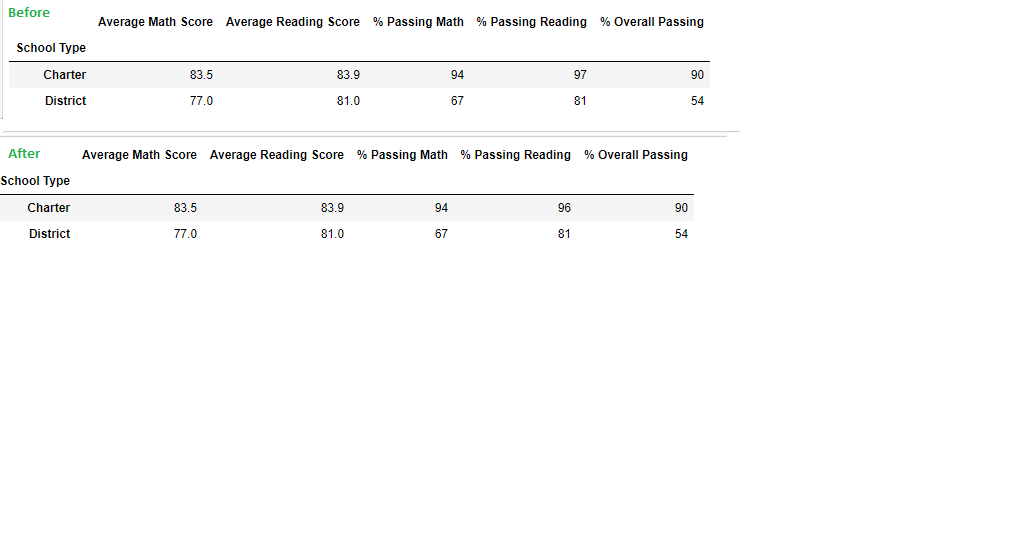 Before
Average Math Score Average Reading Score % Passing Math % Passing Reading % Overall Passing
School Type
Charter 83.5 83.9 94 97 90
District 77.0 81.0 67 81 54
After
Average Math Score Average Reading Score % Passing Math % Passing Reading % Overall Passing
School Type
Charter 83.5 83.9 94 96 90
District 77.0 81.0 67 81 54